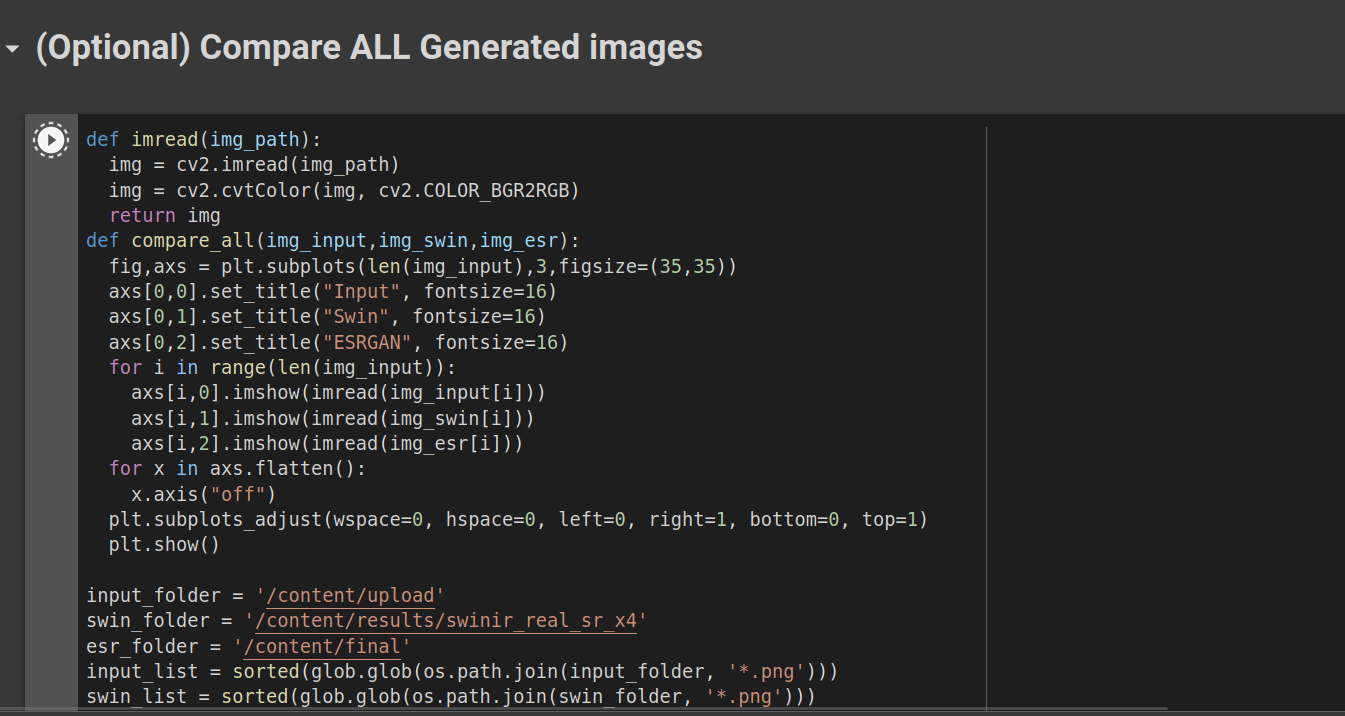 (Optional) Compare ALL Generated images
def imread(img_path):
  img = cv2.imread(img_path)
  img = cv2.cvtColor(img, cv2.COLOR_BGR2RGB)
  return img
def compare_all(img_input,img_swin,img_esr):
  fig,axs = plt.subplots(len(img_input),3,figsize=(35,35))
  axs[0,0].set_title("Input", fontsize=16)
  axs[0,1].set_title("Swin", fontsize=16)
  axs[0,2].set_title("ESRGAN", fontsize=16)
  for i in range(len(img_input)):
    axs[i,0].imshow(imread(img_input[i]))
    axs[i,1].imshow(imread(img_swin[i]))
    axs[i,2].imshow(imread(img_esr[i]))
  for x in axs.flatten():
    x.axis("off")
  plt.subplots_adjust(wspace=0, hspace=0, left=0, right=1, bottom=0, top=1)
  plt.show()
input_folder = '/content/upload'
swin_folder = '/content/results/swinir_real_sr_x4'
esr_folder = '/content/final'
input_list = sorted(glob.glob(os.path.join(input_folder, '*.png')))
swin_list = sorted(glob.glob(os.path.join(swin_folder, '*.png')))